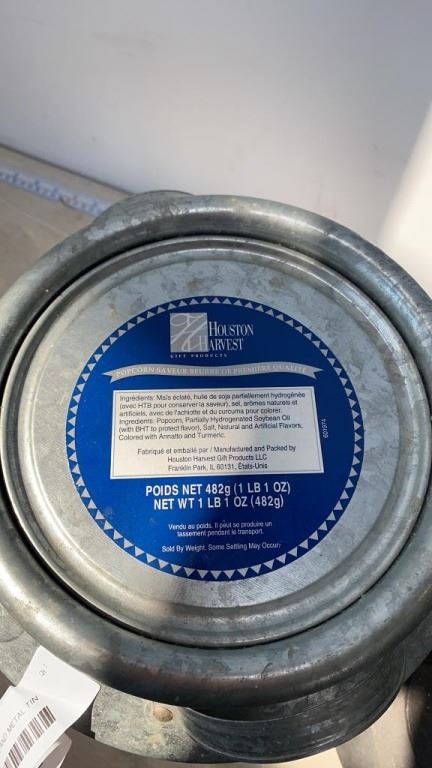 HOUSTON
HARVEST
GIFT PRODUCTS
POPCORN SAVEUR BEURRE DE PREMIÈRE QUALITÉ
Ingrédients: Maïs éclaté, huile de soja partiellement hydrogénée
(avec HTB pour conserver la saveur), sel, arômes naturels et
artificiels, avec de l'achiote et du curcuma pour colorer.
Ingredients: Popcorn, Partially Hydrogenated Soybean Oil
(with BHT to protect flavor), Salt, Natural and Artificial Flavors,
Colored with Annatto and Turmeric.
Fabriqué et emballé par / Manufactured and Packed by
Houston Harvest Gift Products LLC
Franklin Park, IL 60131, États-Unis
601974
POIDS NET 482g (1 LB 1 OZ)
NET WT 1 LB 1 OZ (482g)
Vendu au poids. Il peut se produire un
tassement pendant le transport.
Sold By Weight. Some Settling May Occur.
METAL TIN